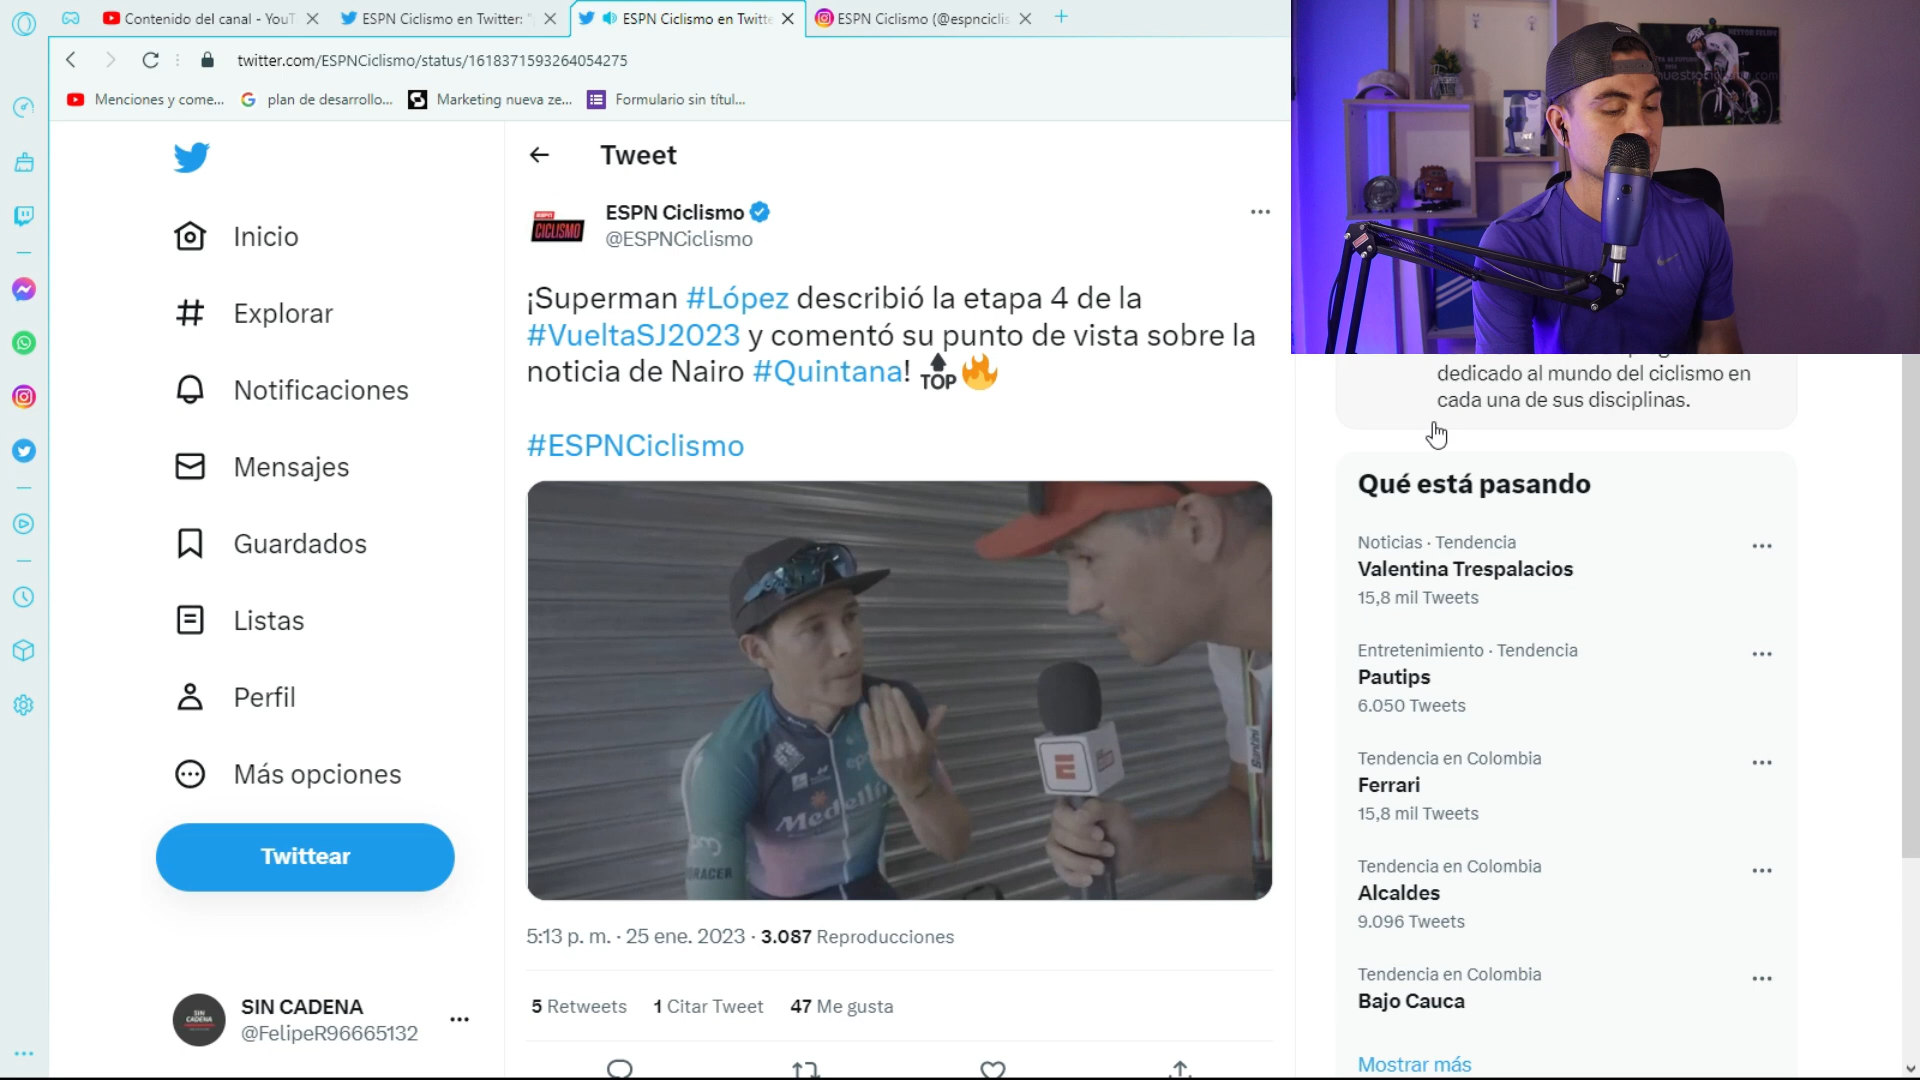 Contenido del canal - YouT
ESPN Ciclismo en Twitter: "
ESPN Ciclismo en Twitte
ESPN Ciclismo (@espnciclis
twitter.com/ESPNCiclismo/status/1618371593264054275
Menciones y come...
plan de desarrollo...
Marketing nueva ze...
Formulario sin títul...
Inicio
Explorar
Notificaciones
Mensajes
Guardados
Listas
Perfil
Más opciones
Twittear
SIN CADENA
@FelipeR96665132
Tweet
ESPN
CICLISMO
ESPN Ciclismo
@ESPNCiclismo
¡Superman #López describió la etapa 4 de la
#VueltaSJ2023 y comentó su punto de vista sobre la
noticia de Nairo #Quintana! 🔝🔥
#ESPNCiclismo
Medellín
5:13 p. m. · 25 ene. 2023 · 3.087 Reproducciones
5 Retweets 1 Citar Tweet 47 Me gusta
dedicado al mundo del ciclismo en
cada una de sus disciplinas.
Qué está pasando
Noticias · Tendencia
Valentina Trespalacios
15,8 mil Tweets
Entretenimiento · Tendencia
Pautips
6.050 Tweets
Tendencia en Colombia
Ferrari
15,8 mil Tweets
Tendencia en Colombia
Alcaldes
9.096 Tweets
Tendencia en Colombia
Bajo Cauca
Mostrar más